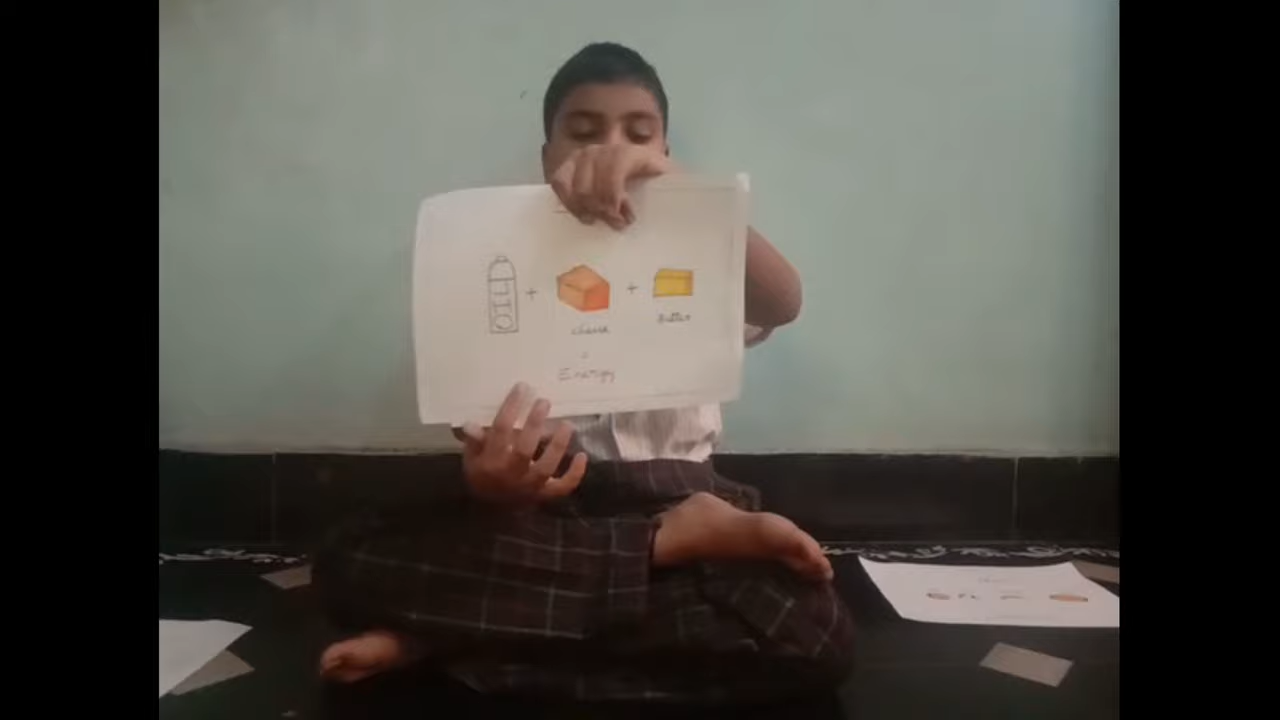 OIL + + 
cheese Butter
=
Energy